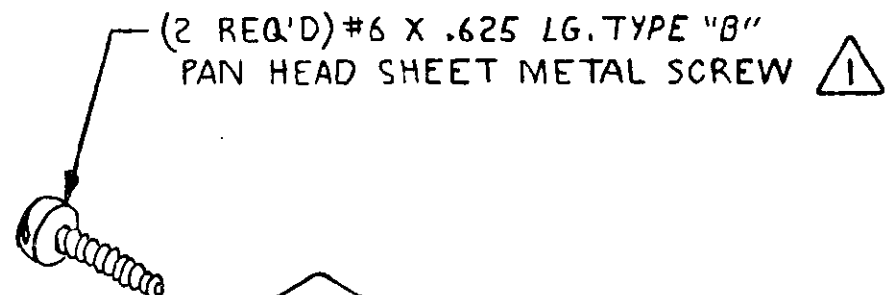 (2 REQ'D) #6 X .625 LG. TYPE "B"
PAN HEAD SHEET METAL SCREW 1